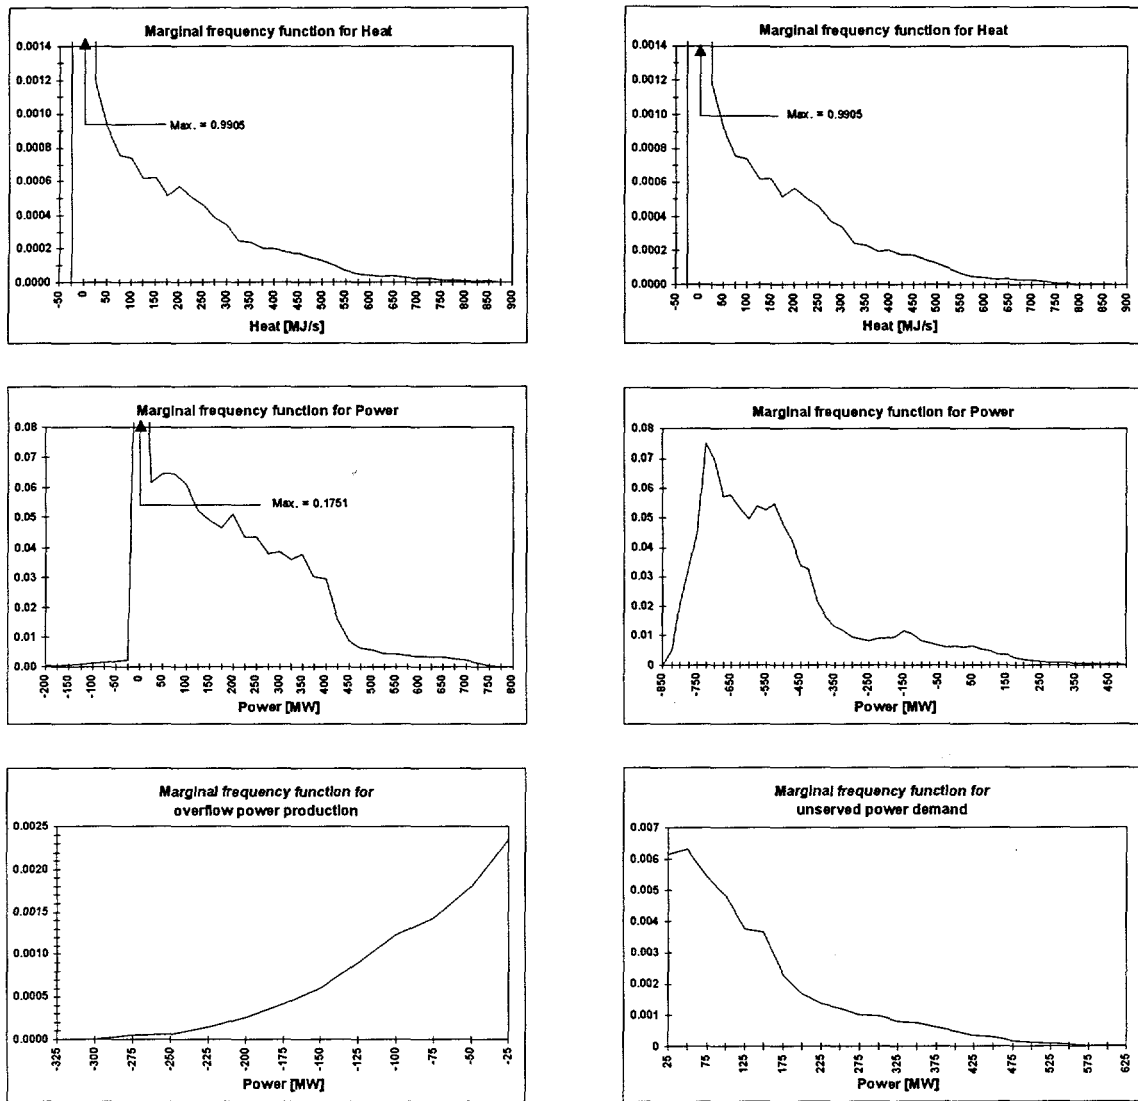 Marginal frequency function for Heat
0.0014
0.0012
0.0010
0.0008
0.0006
0.0004
0.0002
0.0000
Max. = 0.9905
-50 0 50 100 150 200 250 300 350 400 450 500 550 600 650 700 750 800 850 900
Heat [MJ/s]
Marginal frequency function for Heat
0.0014
0.0012
0.0010
0.0008
0.0006
0.0004
0.0002
0.0000
Max. = 0.9905
-50 0 50 100 150 200 250 300 350 400 450 500 550 600 650 700 750 800 850 900
Heat [MJ/s]
Marginal frequency function for Power
0.08
0.07
0.06
0.05
0.04
0.03
0.02
0.01
0.00
Max. = 0.1751
-200 -150 -100 -50 0 50 100 150 200 250 300 350 400 450 500 550 600 650 700 750 800
Power [MW]
Marginal frequency function for Power
0.08
0.07
0.06
0.05
0.04
0.03
0.02
0.01
0
-850 -750 -650 -550 -450 -350 -250 -150 -50 50 150 250 350 450
Power [MW]
Marginal frequency function for
overflow power production
0.0025
0.0020
0.0015
0.0010
0.0005
0.0000
-325 -300 -275 -250 -225 -200 -175 -150 -125 -100 -75 -50 -25
Power [MW]
Marginal frequency function for
unserved power demand
0.007
0.006
0.005
0.004
0.003
0.002
0.001
0
25 75 125 175 225 275 325 375 425 475 525 575 625
Power [MW]